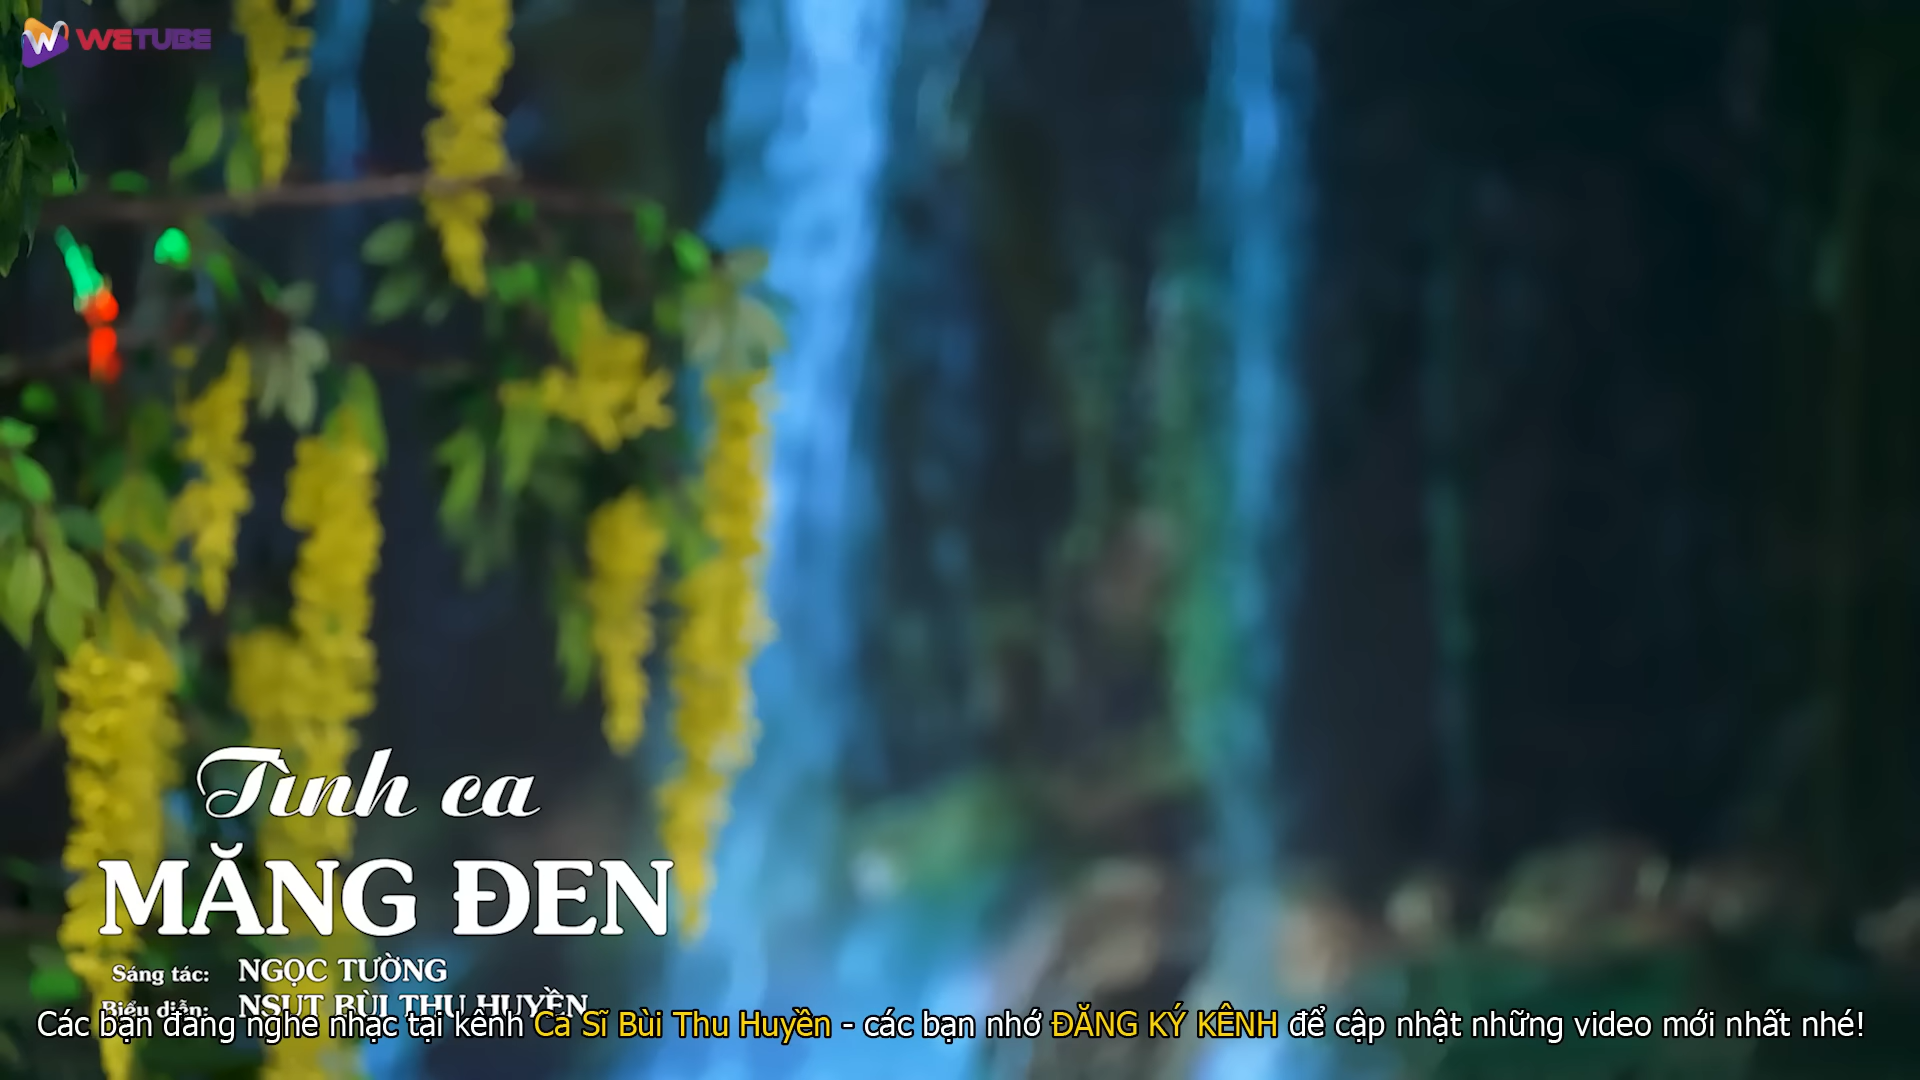 WETUBE
Tình ca
MĂNG ĐEN
Sáng tác: NGỌC TƯỜNG
Biểu diễn: NSƯT BÙI THU HUYỀN
Các bạn đang nghe nhạc tại kênh Ca Sĩ Bùi Thu Huyền - các bạn nhớ ĐĂNG KÝ KÊNH để cập nhật những video mới nhất nhé!